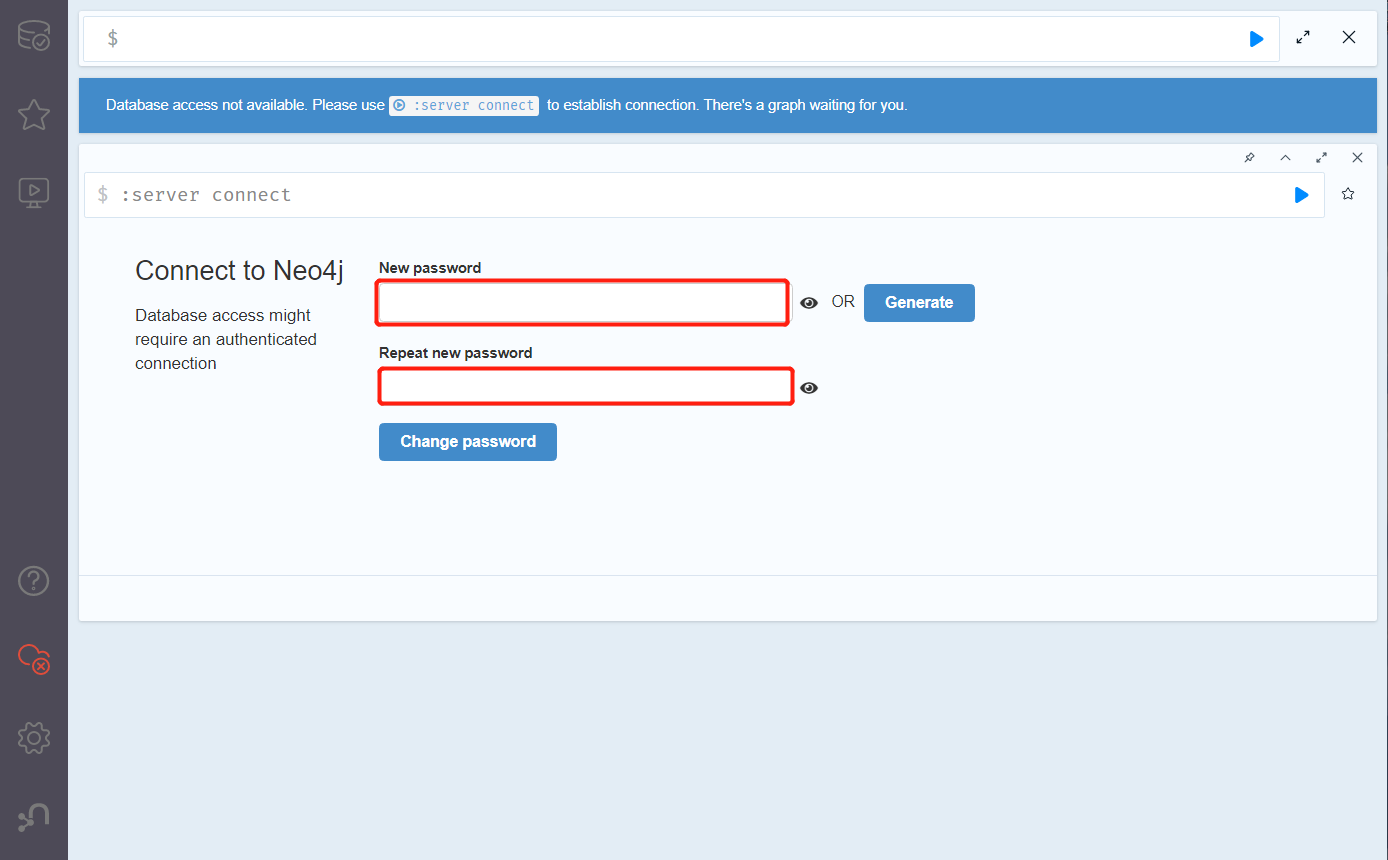 $
Database access not available. Please use :server connect to establish connection. There's a graph waiting for you.
$ :server connect
Connect to Neo4j
Database access might
require an authenticated
connection
New password
OR Generate
Repeat new password
Change password